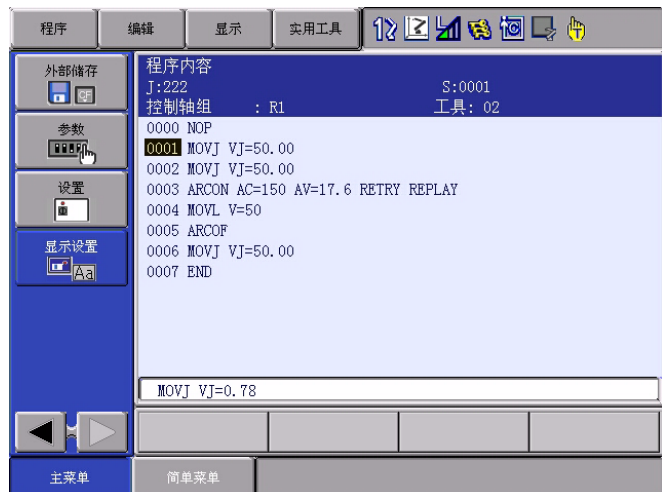 程序 编辑 显示 实用工具
外部储存
CF
参数
设置
显示设置
Aa
程序内容
J:222 S:0001
控制轴组 : R1 工具: 02
0000 NOP
0001 MOVJ VJ=50.00
0002 MOVJ VJ=50.00
0003 ARCON AC=150 AV=17.6 RETRY REPLAY
0004 MOVL V=50
0005 ARCOF
0006 MOVJ VJ=50.00
0007 END
MOVJ VJ=0.78
主菜单 简单菜单